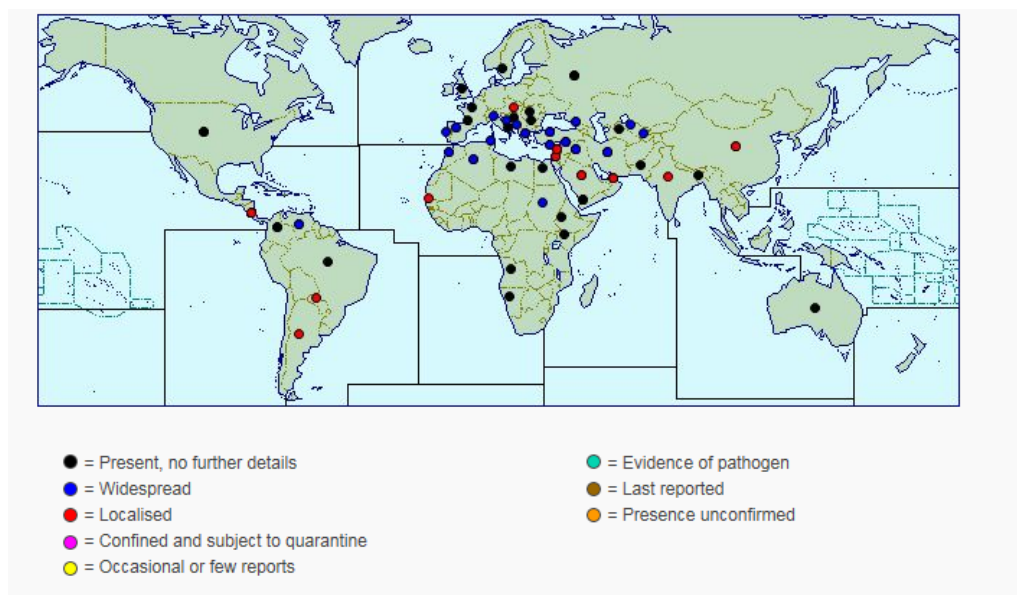 = Present, no further details
= Widespread
= Localised
= Confined and subject to quarantine
= Occasional or few reports
= Evidence of pathogen
= Last reported
= Presence unconfirmed